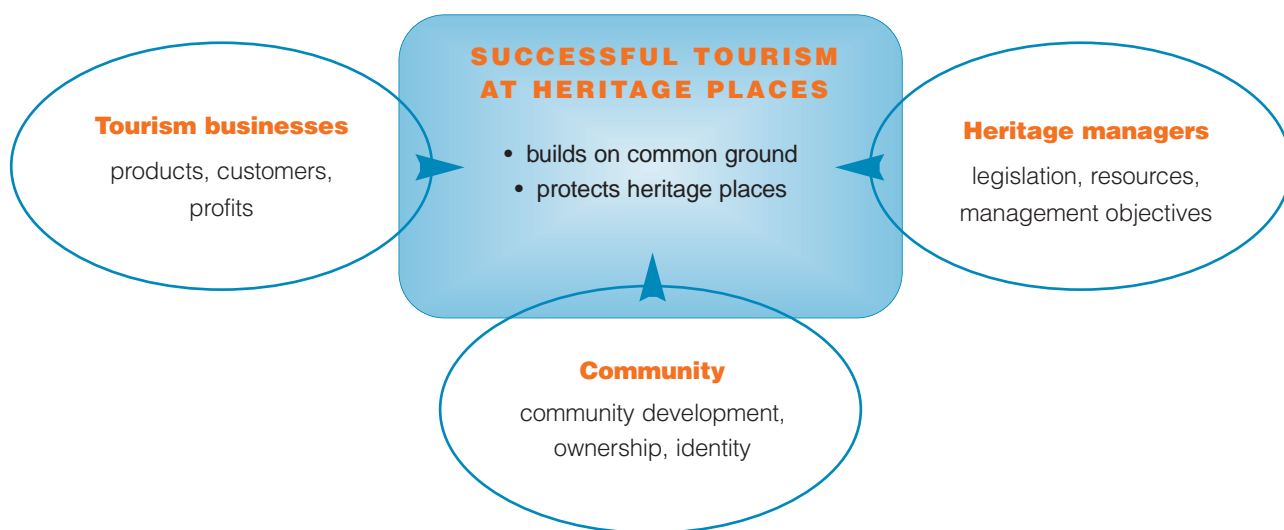 SUCCESSFUL TOURISM
AT HERITAGE PLACES
• builds on common ground
• protects heritage places
Tourism businesses
products, customers,
profits
Heritage managers
legislation, resources,
management objectives
Community
community development,
ownership, identity